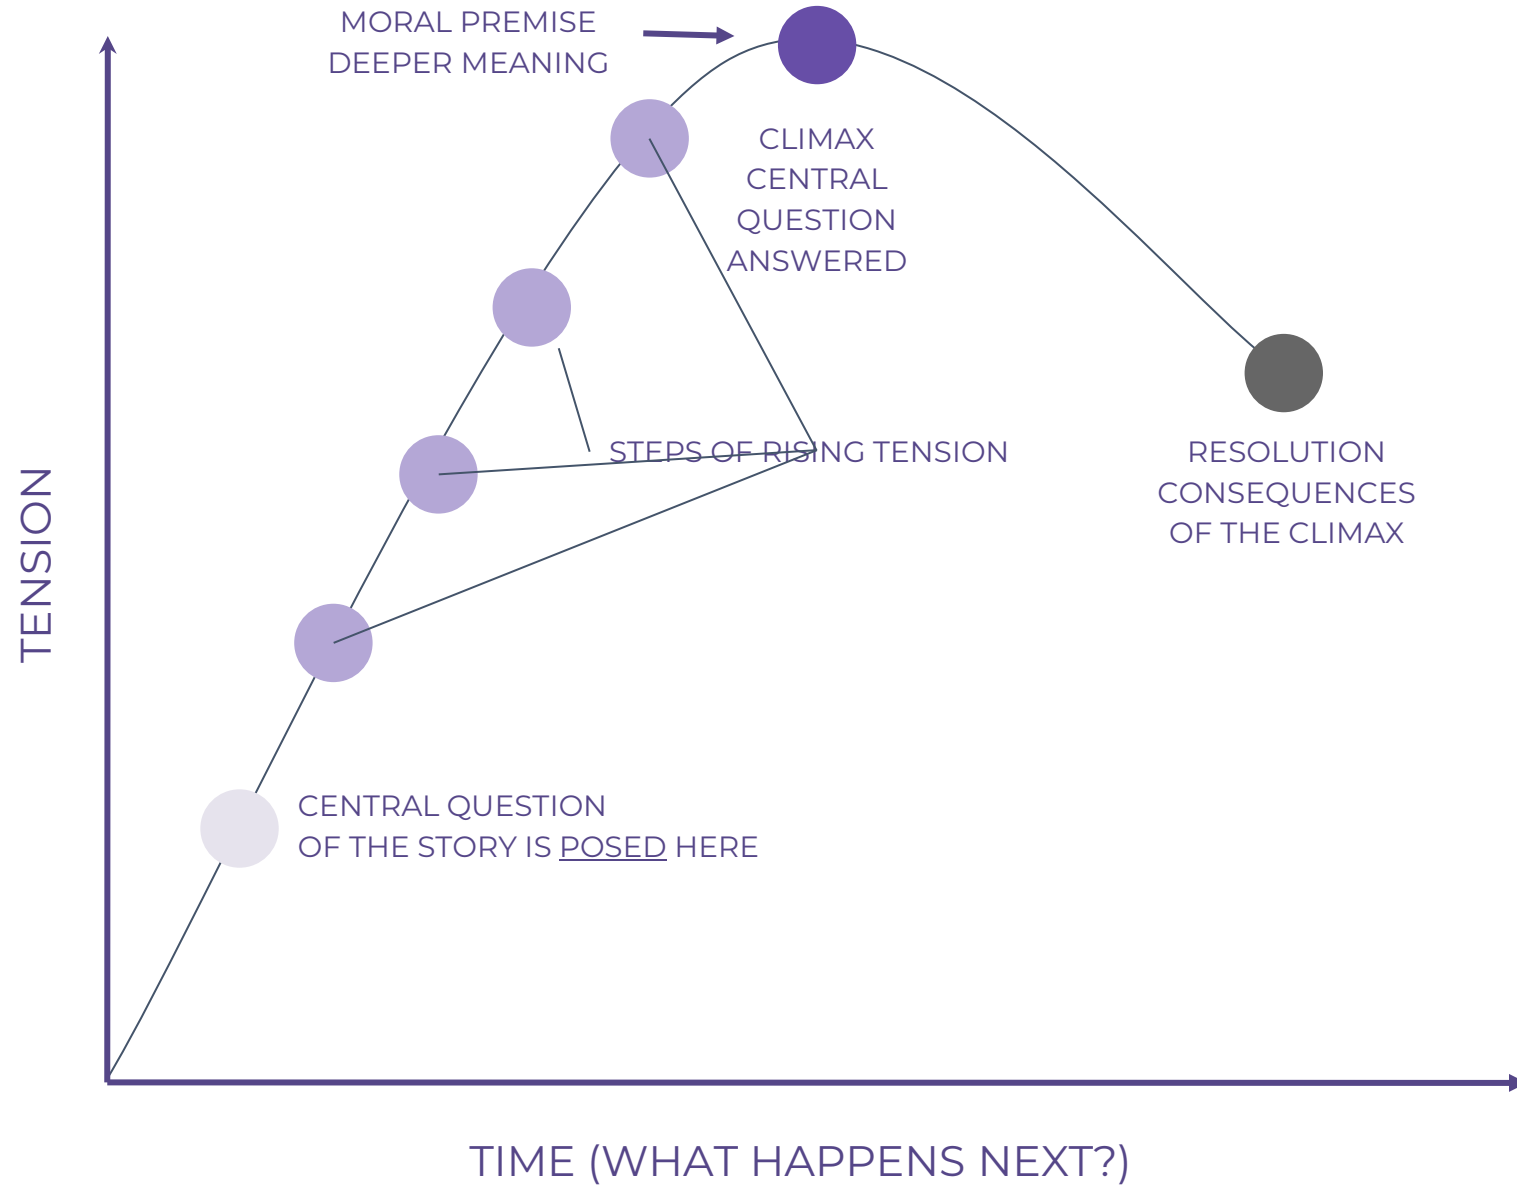 MORAL PREMISE
DEEPER MEANING
CLIMAX
CENTRAL
QUESTION
ANSWERED
STEPS OF RISING TENSION
RESOLUTION
CONSEQUENCES
OF THE CLIMAX
TENSION
CENTRAL QUESTION
OF THE STORY IS POSED HERE
TIME (WHAT HAPPENS NEXT?)